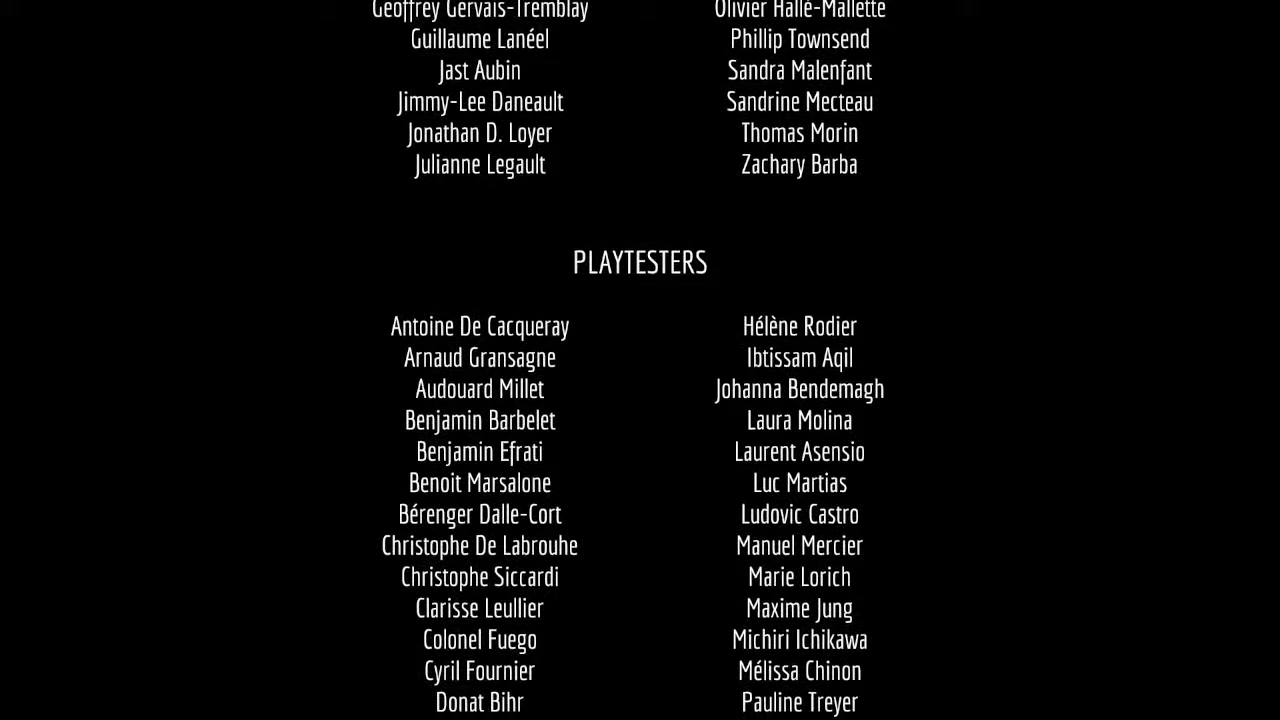 Geoffrey Gervais-Tremblay
Guillaume Lanéel
Jast Aubin
Jimmy-Lee Daneault
Jonathan D. Loyer
Julianne Legault
Olivier Hallé-Mallette
Phillip Townsend
Sandra Malenfant
Sandrine Mecteau
Thomas Morin
Zachary Barba
PLAYTESTERS
Antoine De Cacqueray
Arnaud Gransagne
Audouard Millet
Benjamin Barbelet
Benjamin Efrati
Benoit Marsalone
Bérenger Dalle-Cort
Christophe De Labrouhe
Christophe Siccardi
Clarisse Leullier
Colonel Fuego
Cyril Fournier
Donat Bihr
Hélène Rodier
Ibtissam Aqil
Johanna Bendemagh
Laura Molina
Laurent Asensio
Luc Martias
Ludovic Castro
Manuel Mercier
Marie Lorich
Maxime Jung
Michiri Ichikawa
Mélissa Chinon
Pauline Treyer